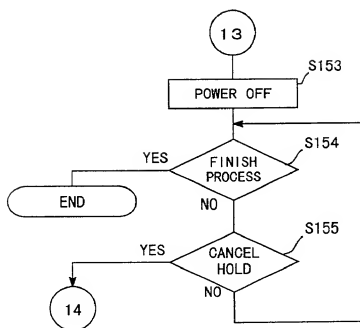 13
S153
POWER OFF
S154
YES
FINISH
PROCESS
END
NO
S155
YES
CANCEL
HOLD
NO
14